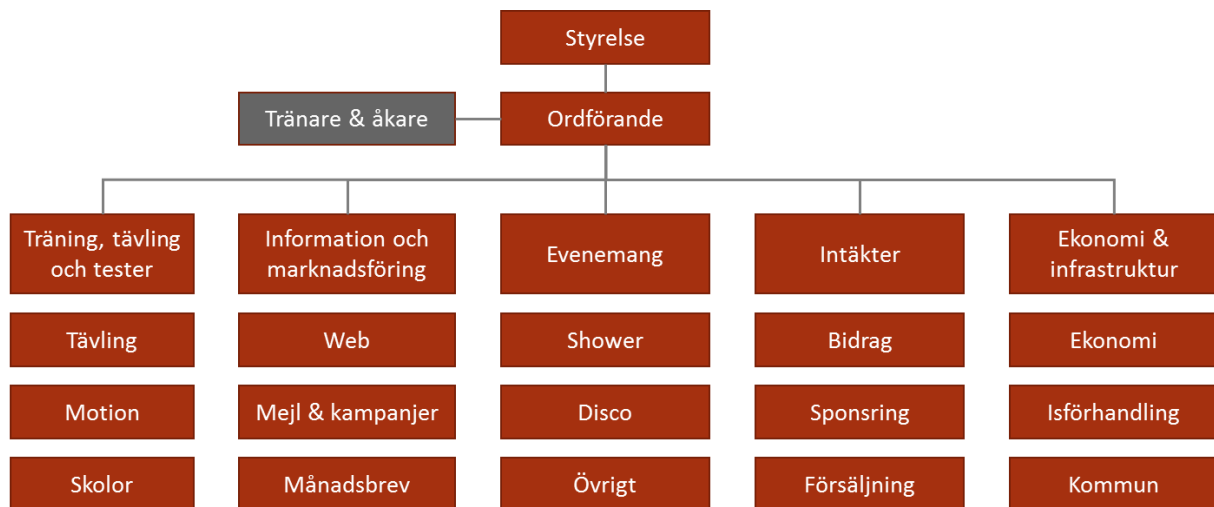 Styrelse
Tränare & åkare
Ordförande
Träning, tävling
och tester
Information och
marknadsföring
Evenemang
Intäkter
Ekonomi &
infrastruktur
Tävling
Web
Shower
Bidrag
Ekonomi
Motion
Mejl & kampanjer
Disco
Sponsring
Isförhandling
Skolor
Månadsbrev
Övrigt
Försäljning
Kommun